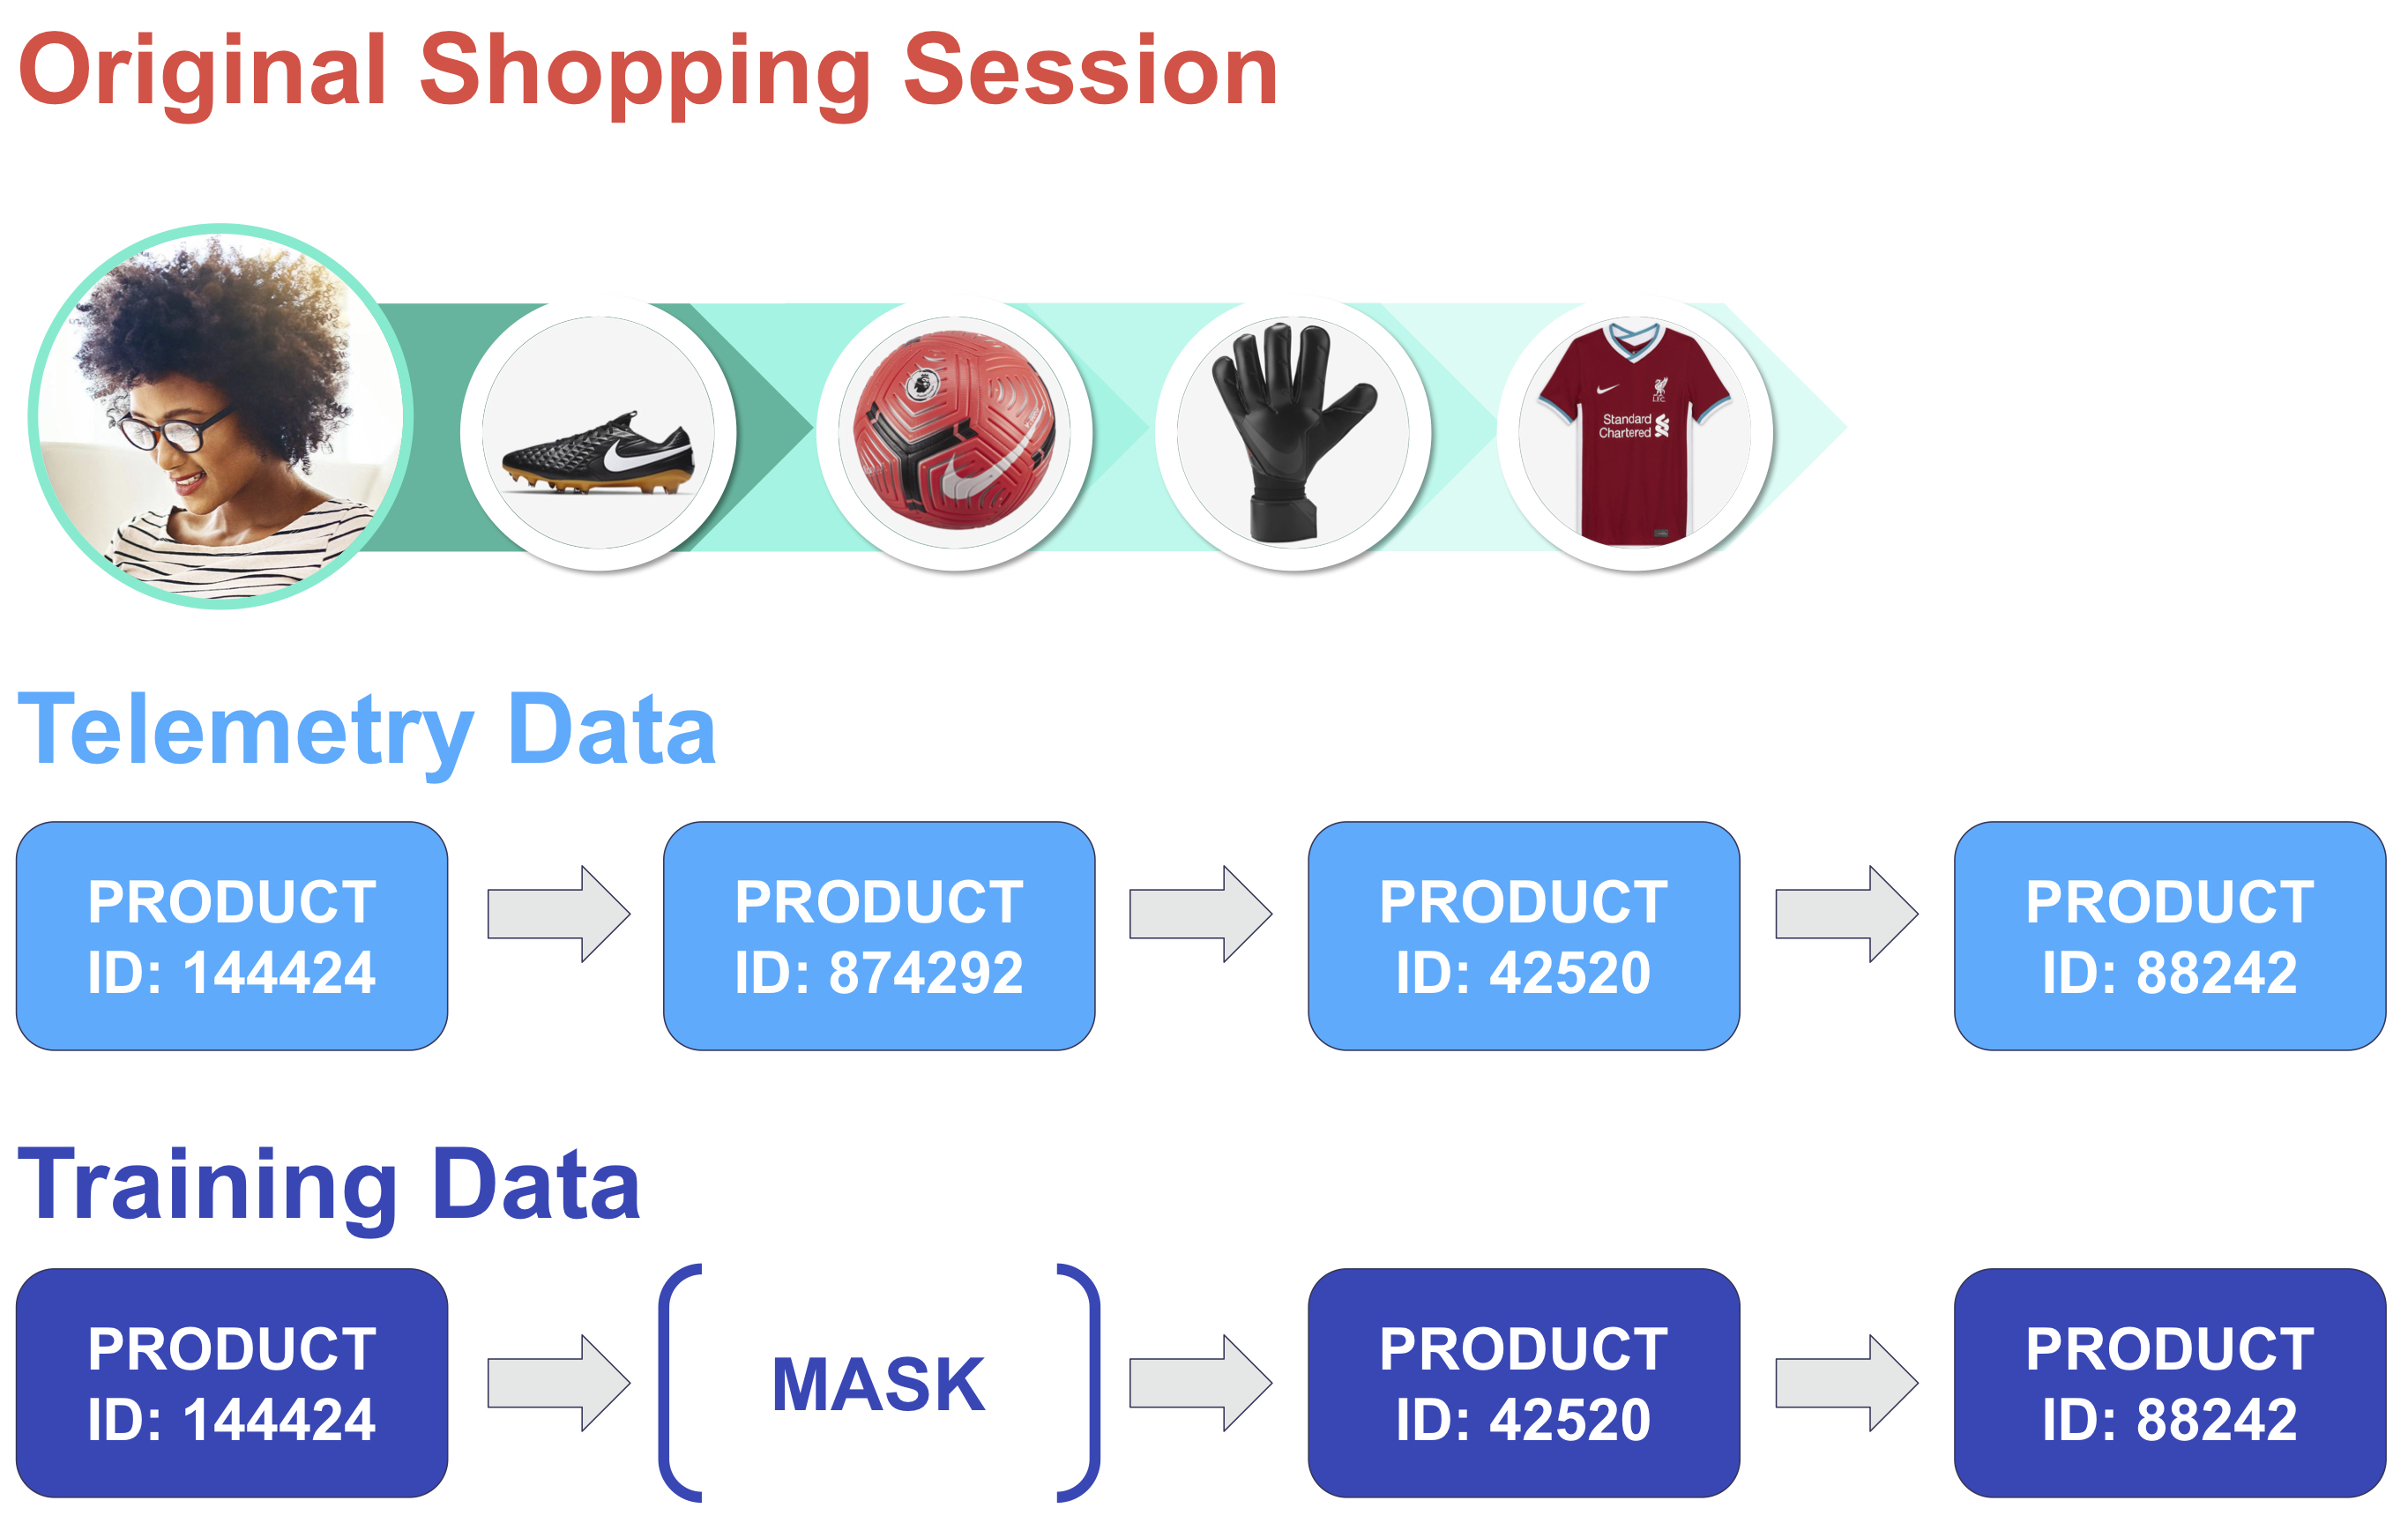 Original Shopping Session
Standard
Chartered
L.F.C.
Telemetry Data
PRODUCT
ID: 144424
PRODUCT
ID: 874292
PRODUCT
ID: 42520
PRODUCT
ID: 88242
Training Data
PRODUCT
ID: 144424
MASK
PRODUCT
ID: 42520
PRODUCT
ID: 88242